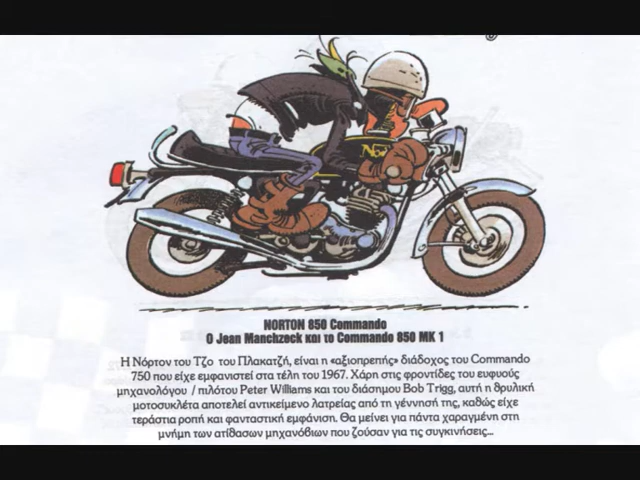 Nor
NORTON 850 Commando
Ο Jean Manchzeck και το Commando 850 MK 1
Η Νόρτον του Τζο του Πλακατζή, είναι η «αξιοπρεπής» διάδοχος του Commando
750 που είχε εμφανιστεί στα τέλη του 1967. Χάρη στις φροντίδες του ευφυούς
μηχανολόγου / πιλότου Peter Williams και του διάσημου Bob Trigg, αυτή η θρυλική
μοτοσυκλέτα αποτελεί αντικείμενο λατρείας από τη γέννησή της, καθώς είχε
τεράστια ροπή και φανταστική εμφάνιση. Θα μείνει για πάντα χαραγμένη στη
μνήμη των ατίθασων μηχανόβιων που ζούσαν για τις συγκινήσεις...